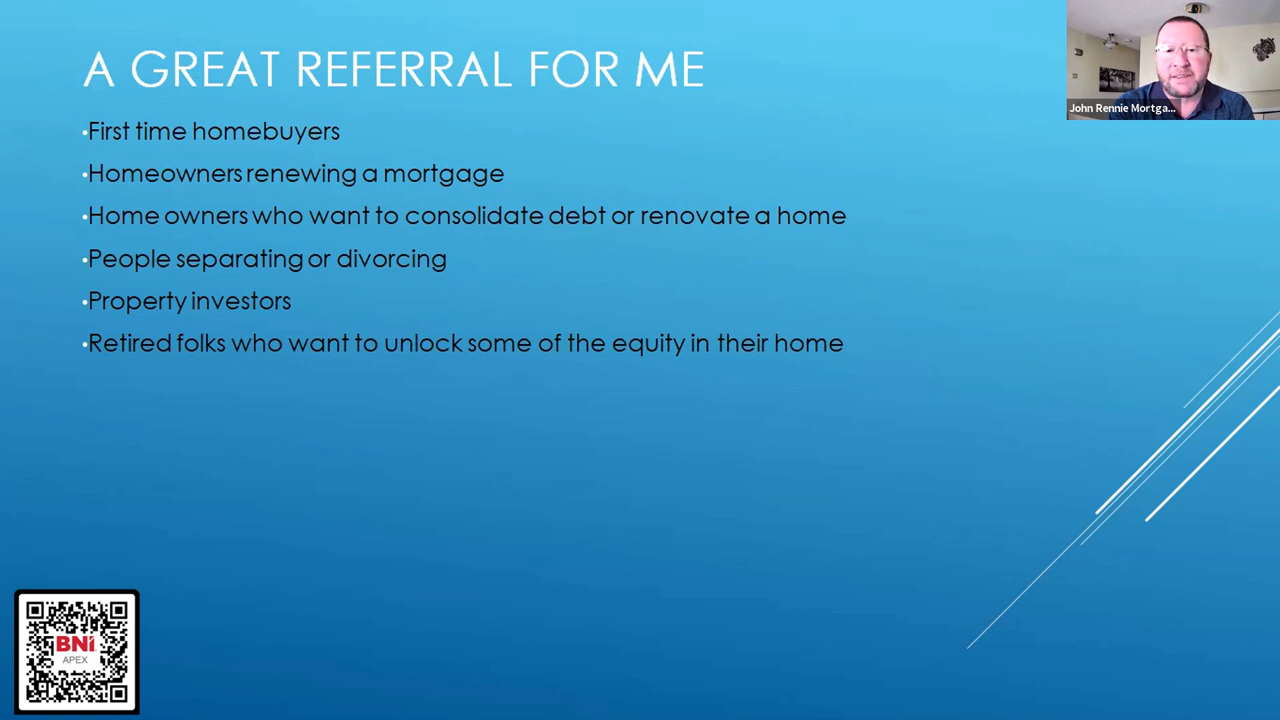 A GREAT REFERRAL FOR ME
John Rennie Mortga...
•First time homebuyers
•Homeowners renewing a mortgage
•Home owners who want to consolidate debt or renovate a home
•People separating or divorcing
•Property investors
•Retired folks who want to unlock some of the equity in their home
BNI
APEX